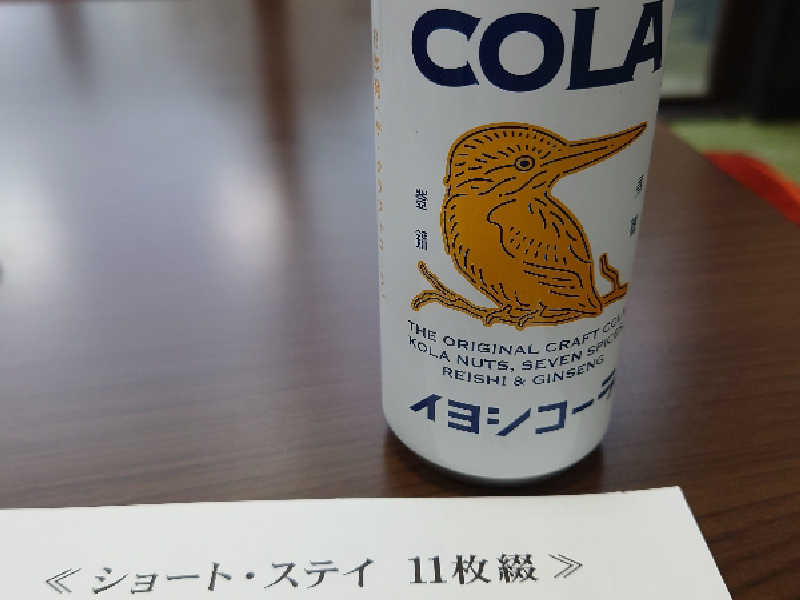 COLA
THE ORIGINAL CRAFT COLA
KOLA NUTS, SEVEN SPICES
REISHI & GINSENG
イヨシコーラ
≪ショート・ステイ 11枚綴≫